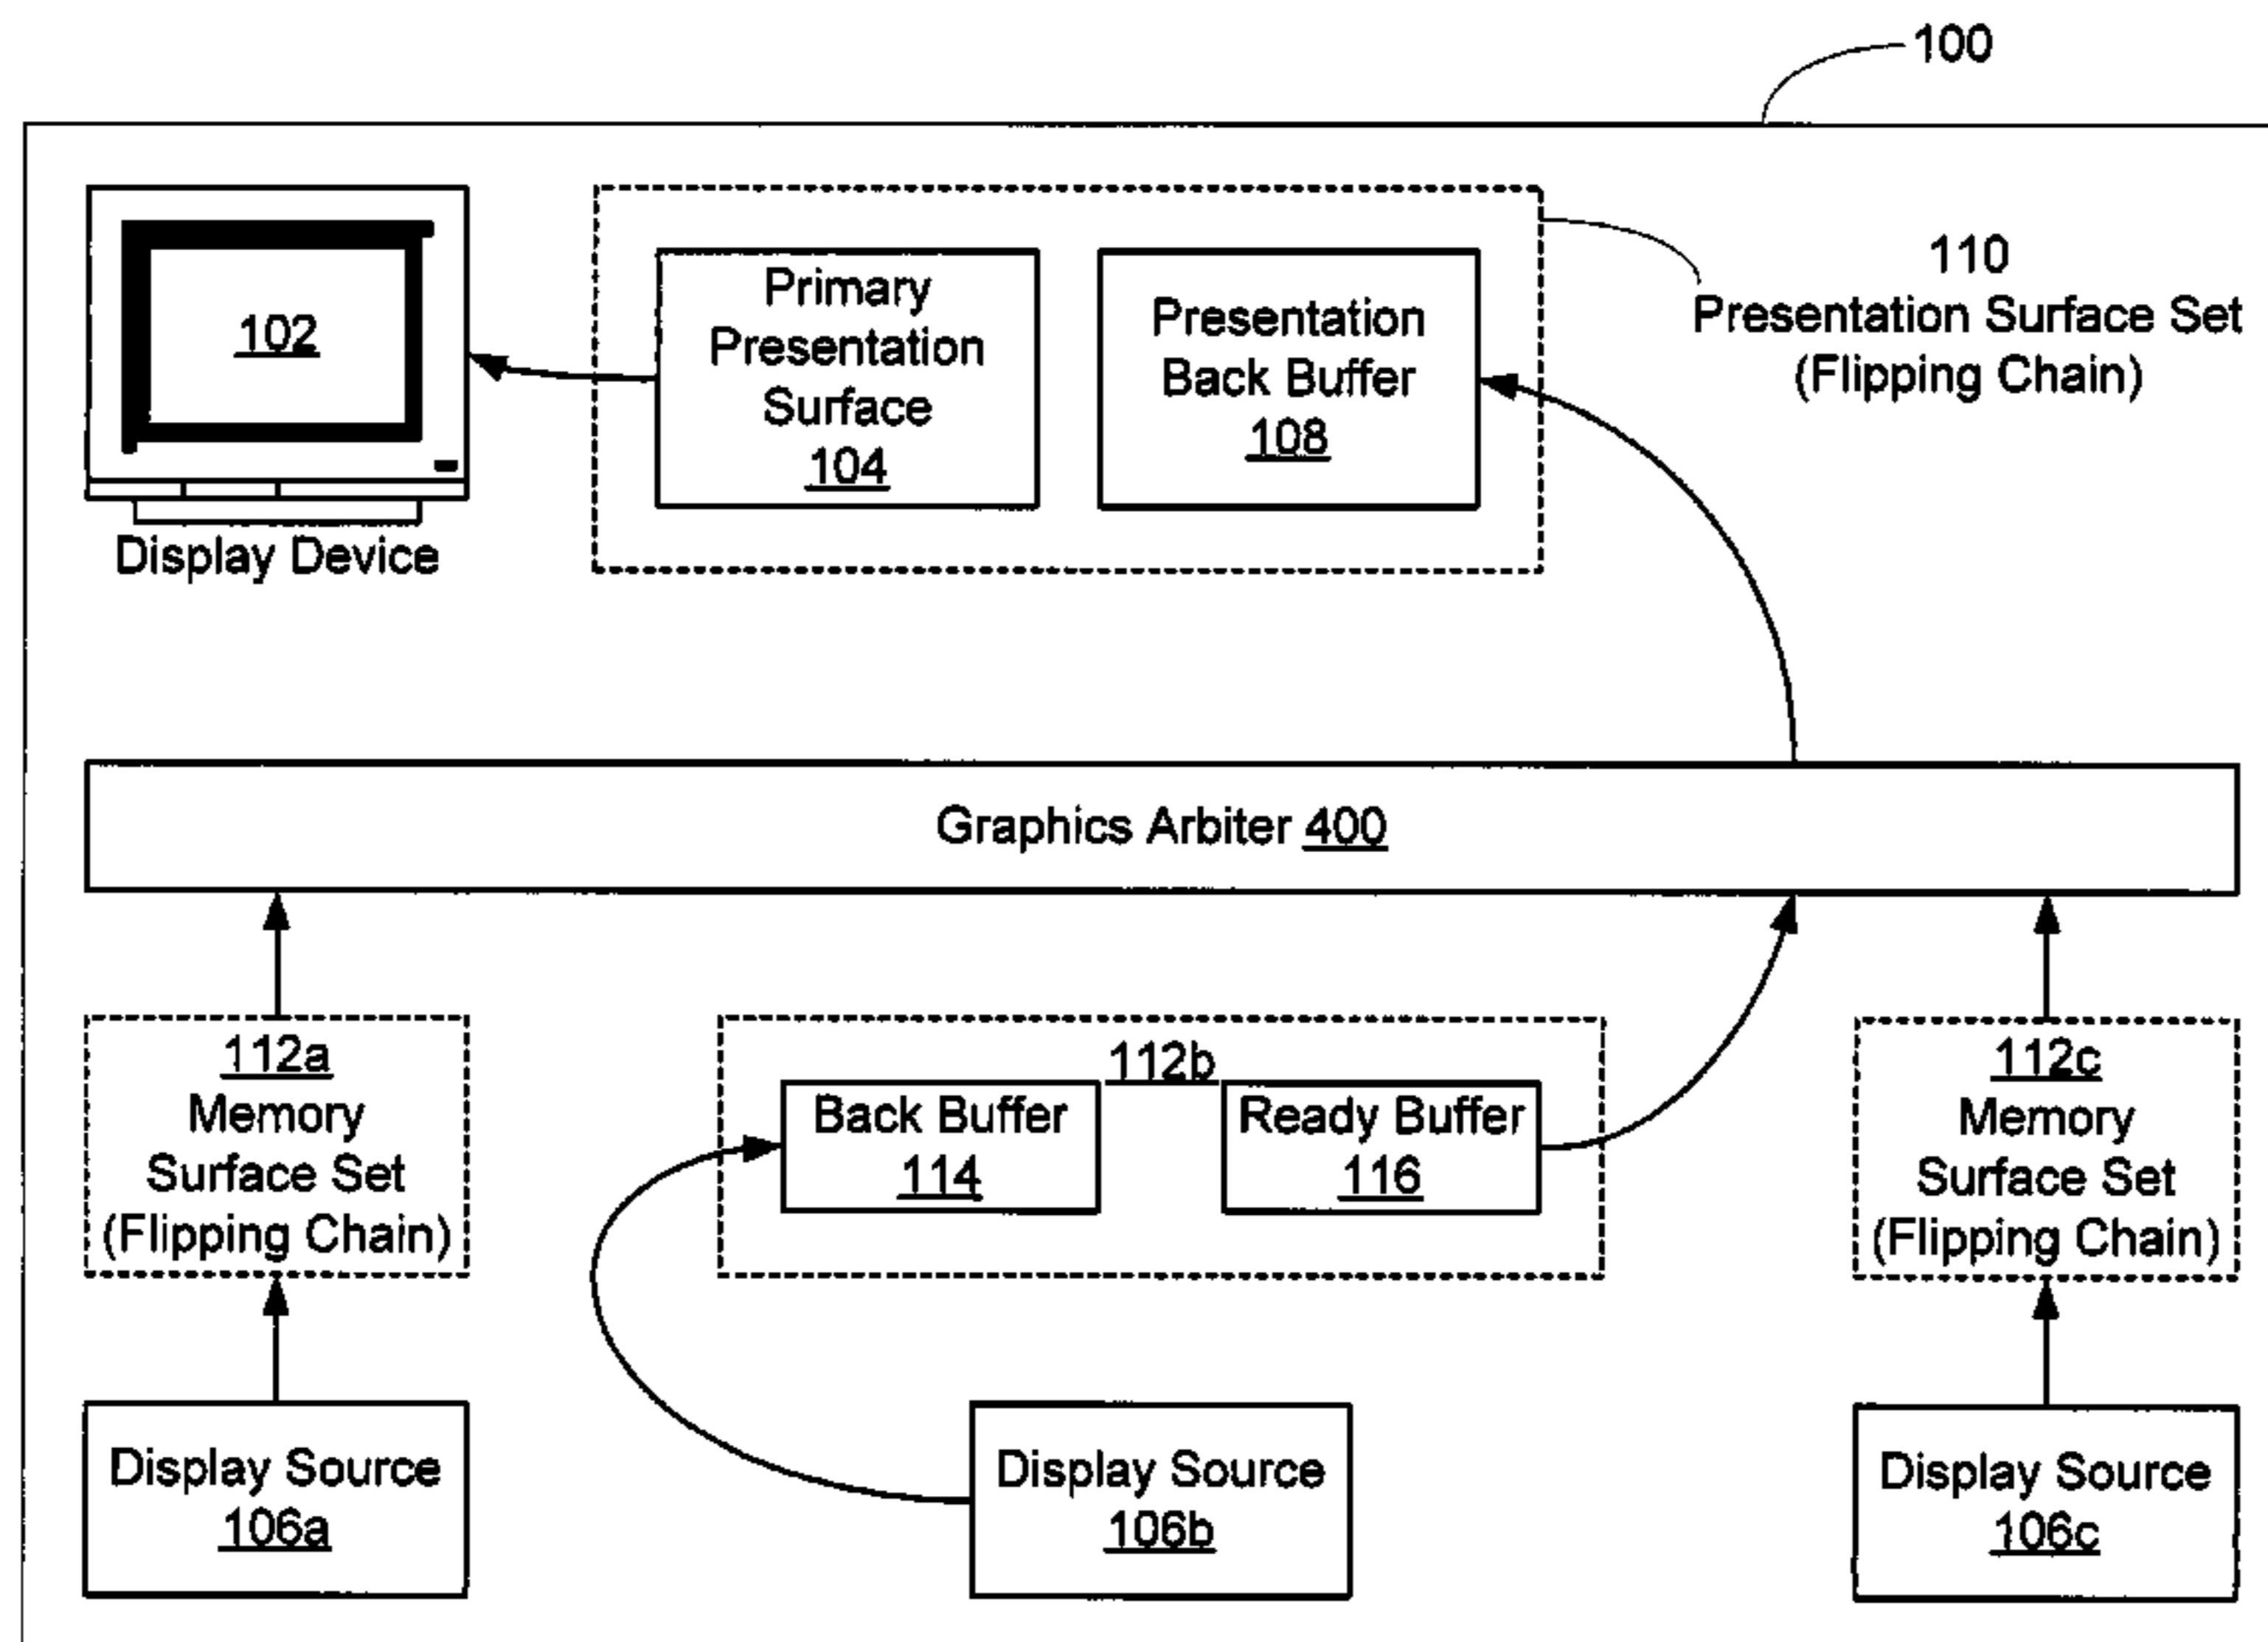 100
102
Display Device
Primary
Presentation
Surface
104
Presentation
Back Buffer
108
110
Presentation Surface Set
(Flipping Chain)
Graphics Arbiter 400
112a
Memory
Surface Set
(Flipping Chain)
112b
Back Buffer
114
Ready Buffer
116
112c
Memory
Surface Set
(Flipping Chain)
Display Source
106a
Display Source
106b
Display Source
106c